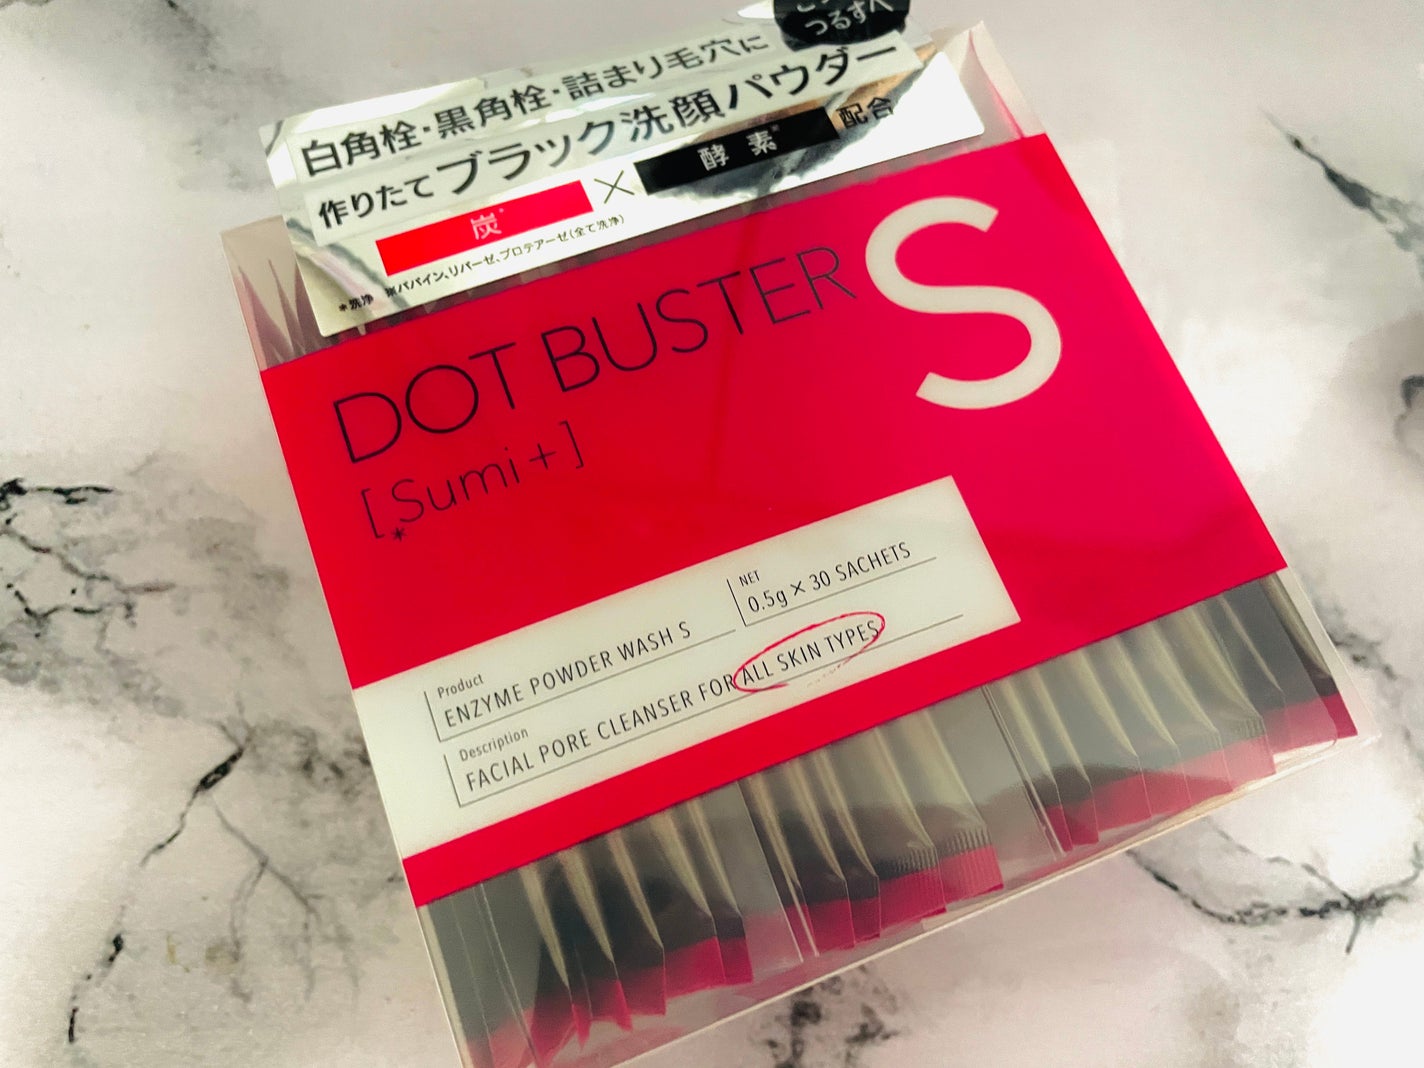 つるすべ
白角栓・黒角栓・詰まり毛穴に
作りたてブラック洗顔パウダー
炭* × 酵素* 配合
*洗浄
パパイン、リパーゼ、プロテアーゼ(全て洗浄)
DOT BUSTER S
[*Sumi+]
Product
ENZYME POWDER WASH S
NET
0.5g×30 SACHETS
Description
FACIAL PORE CLEANSER FOR ALL SKIN TYPES